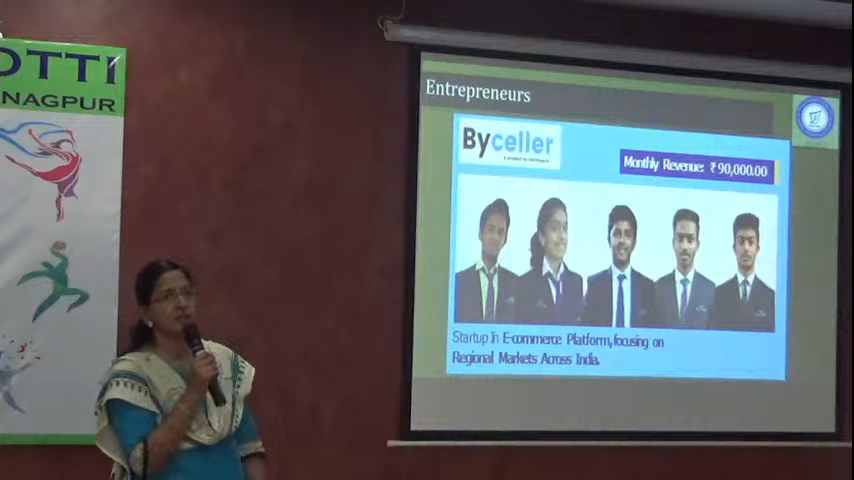 OTTI
NAGPUR
Entrepreneurs
Byceller
Monthly Revenue: ₹ 90,000.00
Startup In E-commerce Platform, focusing on
Regional Markets Across India.